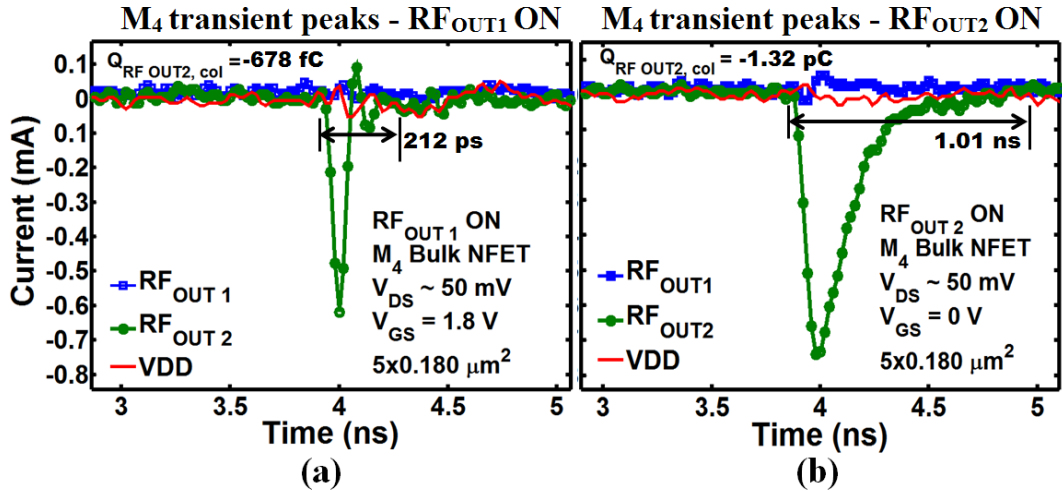 M4 transient peaks - RFOUT1 ON
QRF OUT2, col = -678 fC
0.1
0
0.1
-0.2
-0.3
-0.4
-0.5
-0.6
-0.7
-0.8
Current (mA)
212 ps
RFOUT 1 ON
M4 Bulk NFET
VDS ~ 50 mV
VGS = 1.8 V
5x0.180 μm2
RFOUT 1
RFOUT 2
VDD
3
3.5
4
4.5
5
Time (ns)
(a)
M4 transient peaks - RFOUT2 ON
QRF OUT2, col = -1.32 pC
1.01 ns
RFOUT 2 ON
M4 Bulk NFET
VDS ~ 50 mV
VGS = 0 V
5x0.180 μm2
RFOUT1
RFOUT2
VDD
3
3.5
4
4.5
5
Time (ns)
(b)